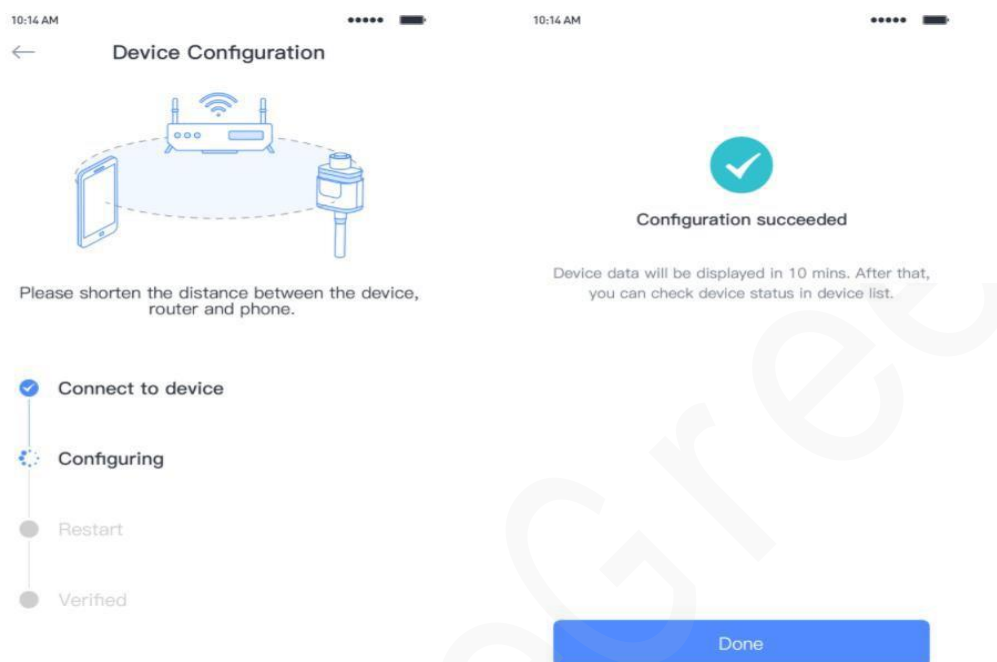 10:14 AM
Device Configuration
Please shorten the distance between the device,
router and phone.
Connect to device
Configuring
Restart
Verified
10:14 AM
Configuration succeeded
Device data will be displayed in 10 mins. After that,
you can check device status in device list.
Done